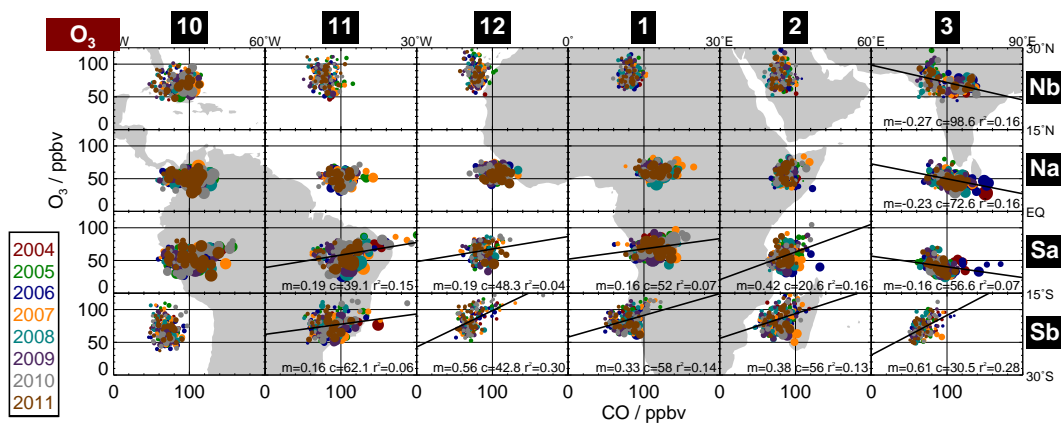 O3
10 11 12 1 2 3
W 60˚W 30˚W 0˚ 30˚E 60˚E 90˚E
30˚N
100
50
0
Nb
m=-0.27 c=98.6 r²=0.16
15˚N
O3 / ppbv
100
50
0
Na
m=-0.23 c=72.6 r²=0.16
EQ
100
50
0
Sa
m=0.19 c=39.1 r²=0.15
m=0.19 c=48.3 r²=0.04
m=0.16 c=52 r²=0.07
m=0.42 c=20.6 r²=0.16
m=-0.16 c=56.6 r²=0.07
15˚S
100
50
0
Sb
m=0.16 c=62.1 r²=0.06
m=0.56 c=42.8 r²=0.30
m=0.33 c=58 r²=0.14
m=0.38 c=56 r²=0.13
m=0.61 c=30.5 r²=0.28
30˚S
0 100 0 100 0 100 0 100 0 100 0 100
CO / ppbv
2004
2005
2006
2007
2008
2009
2010
2011